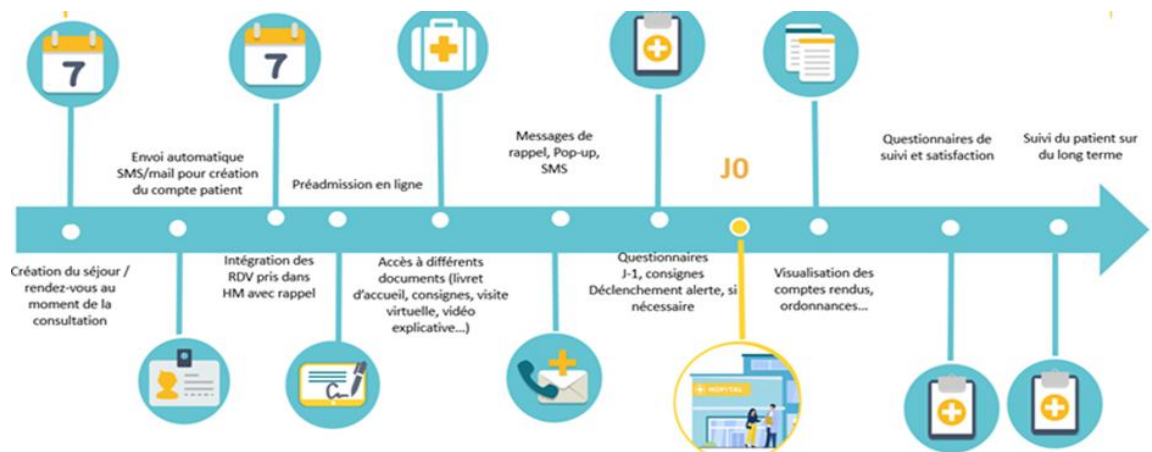 7
Création du séjour /
rendez-vous au
moment de la
consultation
Envoi automatique
SMS/mail pour création
du compte patient
7
Intégration des
RDV pris dans
HM avec rappel
Préadmission en ligne
Accès à différents
documents (livret
d'accueil, consignes, visite
virtuelle, vidéo
explicative...)
Messages de
rappel, Pop-up,
SMS
Questionnaires
J-1, consignes
Déclenchement alerte, si
nécessaire
J0
HOPITAL
Visualisation des
comptes rendus,
ordonnances...
Questionnaires de
suivi et satisfaction
Suivi du patient sur
du long terme